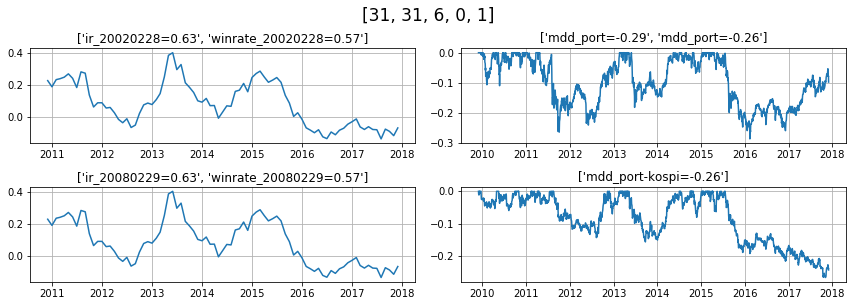 [31, 31, 6, 0, 1]
['ir_20020228=0.63', 'winrate_20020228=0.57']
0.4
0.2
0.0
2011 2012 2013 2014 2015 2016 2017 2018
['mdd_port=-0.29', 'mdd_port=-0.26']
0.0
−0.1
−0.2
−0.3
2010 2011 2012 2013 2014 2015 2016 2017 2018
['ir_20080229=0.63', 'winrate_20080229=0.57']
0.4
0.2
0.0
2011 2012 2013 2014 2015 2016 2017 2018
['mdd_port-kospi=-0.26']
0.0
−0.1
−0.2
2010 2011 2012 2013 2014 2015 2016 2017 2018